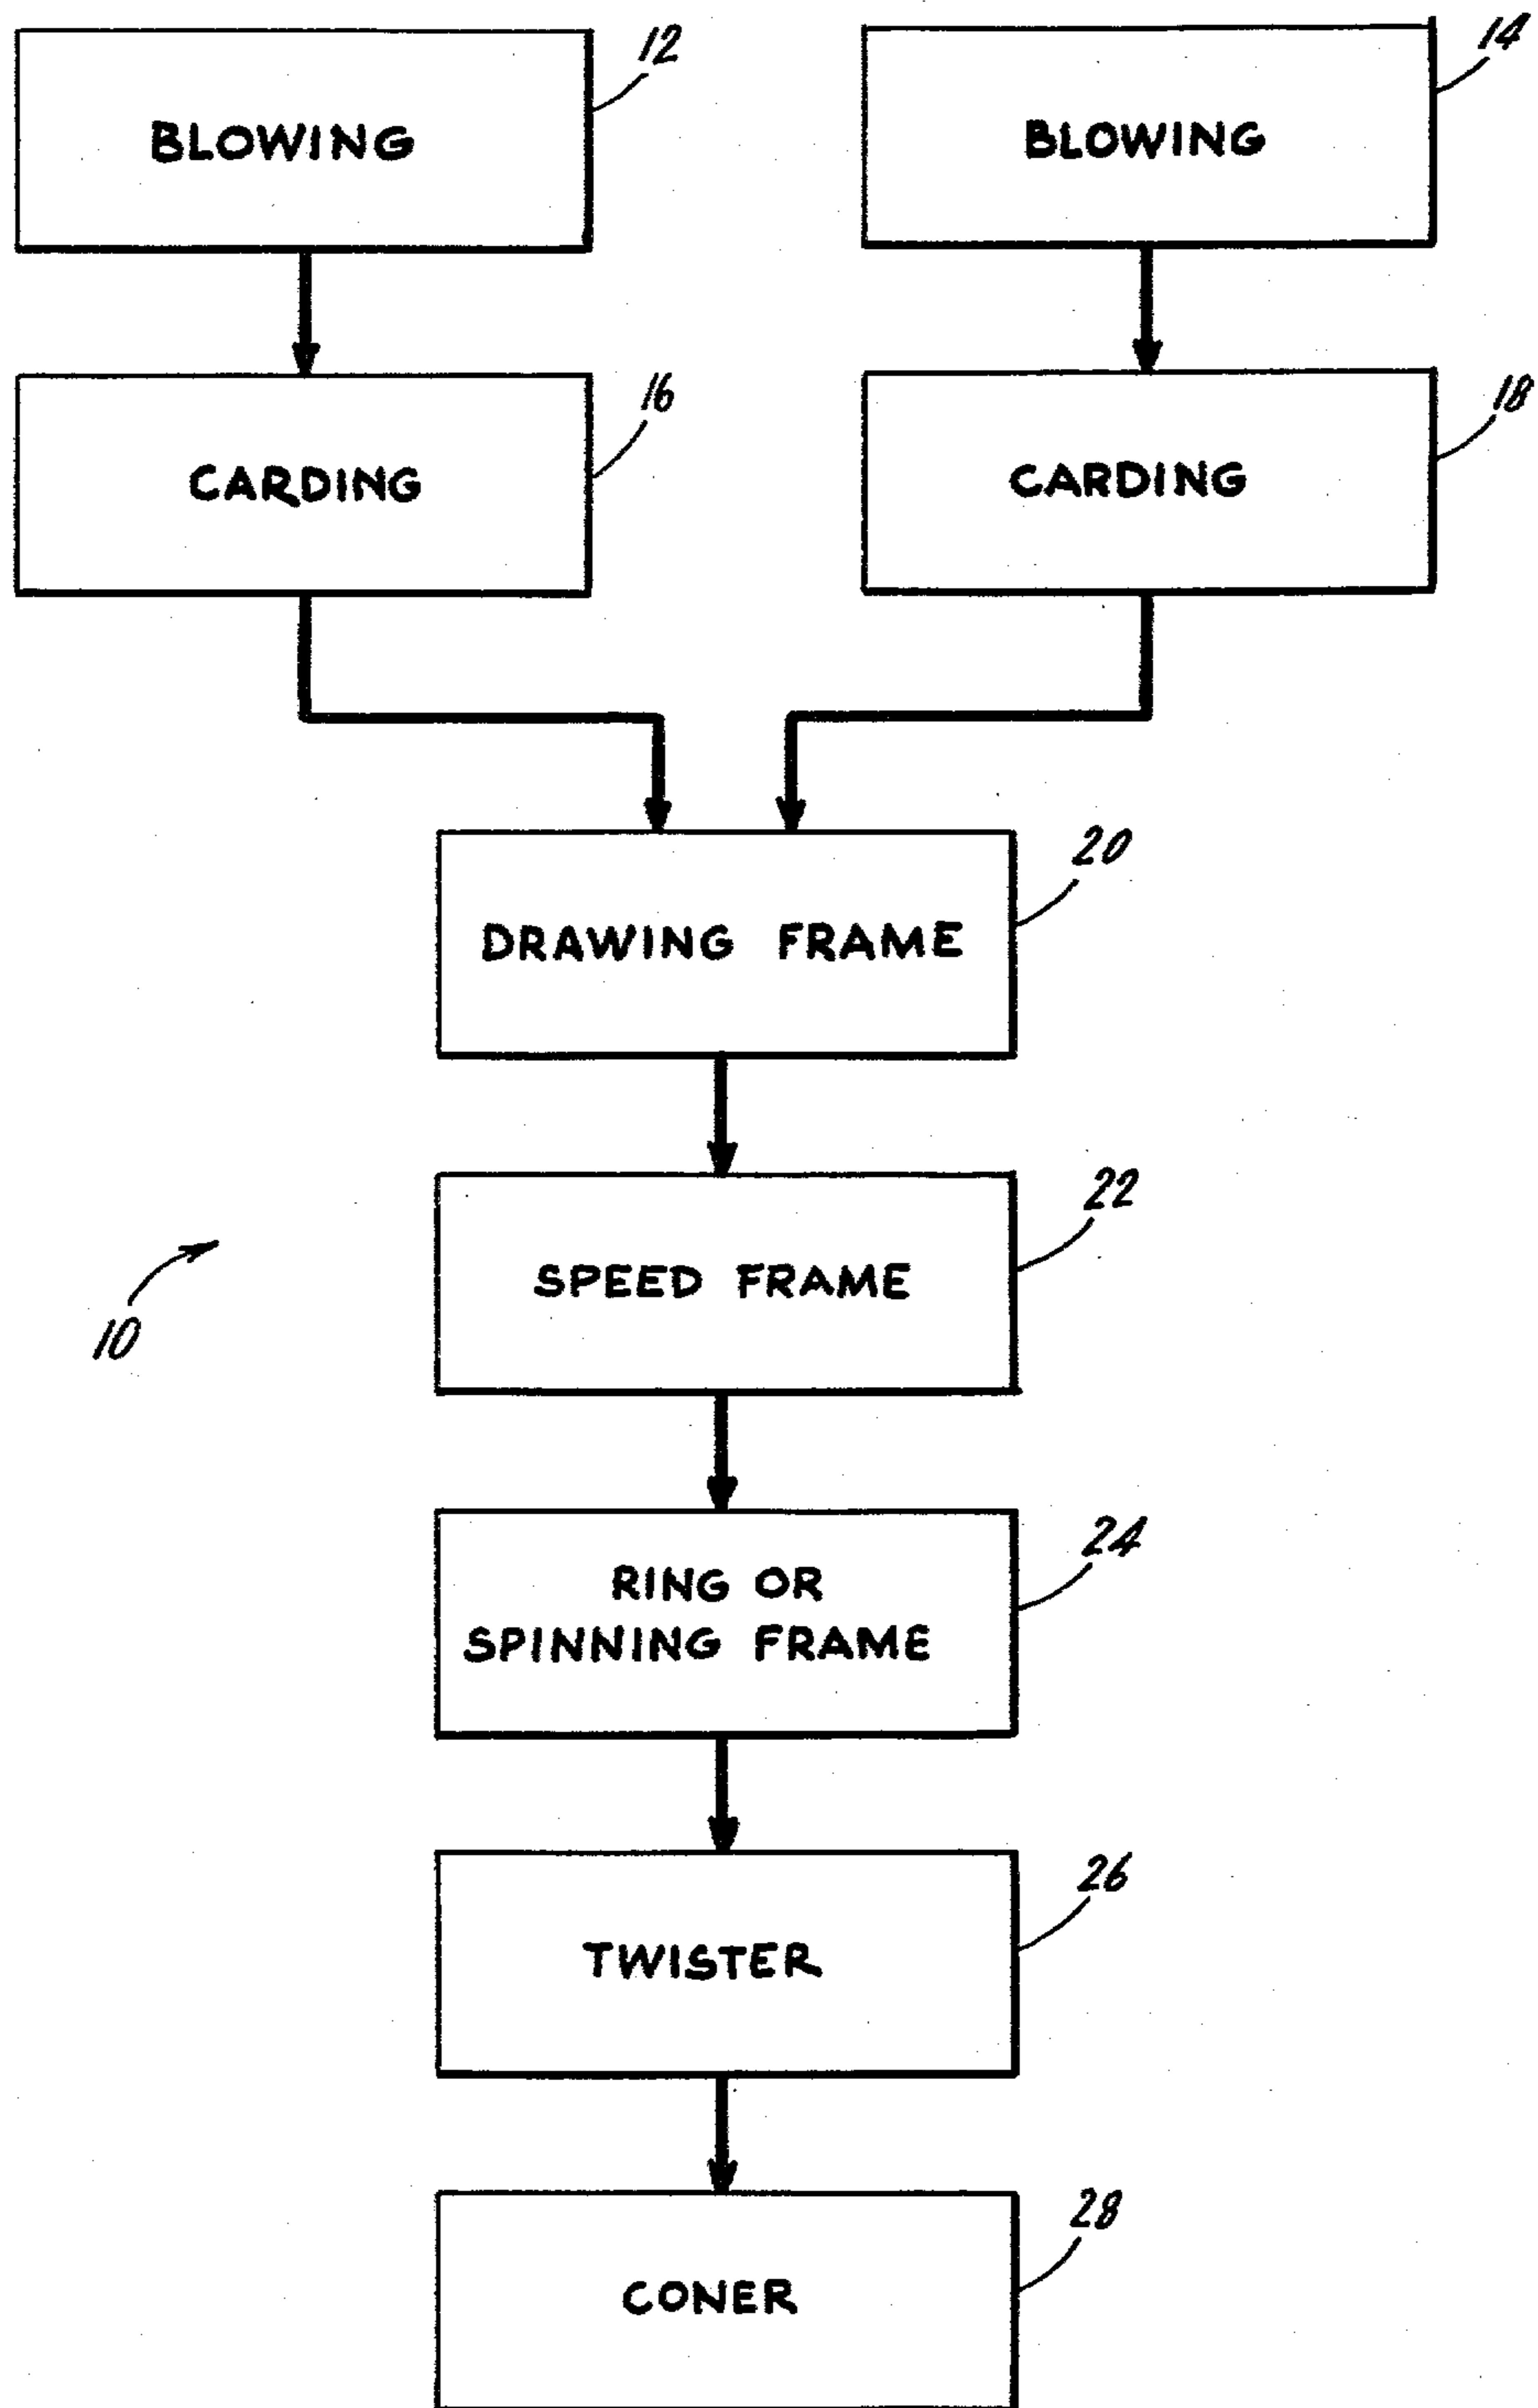 12
14
BLOWING
BLOWING
16
18
CARDING
CARDING
20
DRAWING FRAME
22
SPEED FRAME
10
24
RING OR
SPINNING FRAME
26
TWISTER
28
CONER